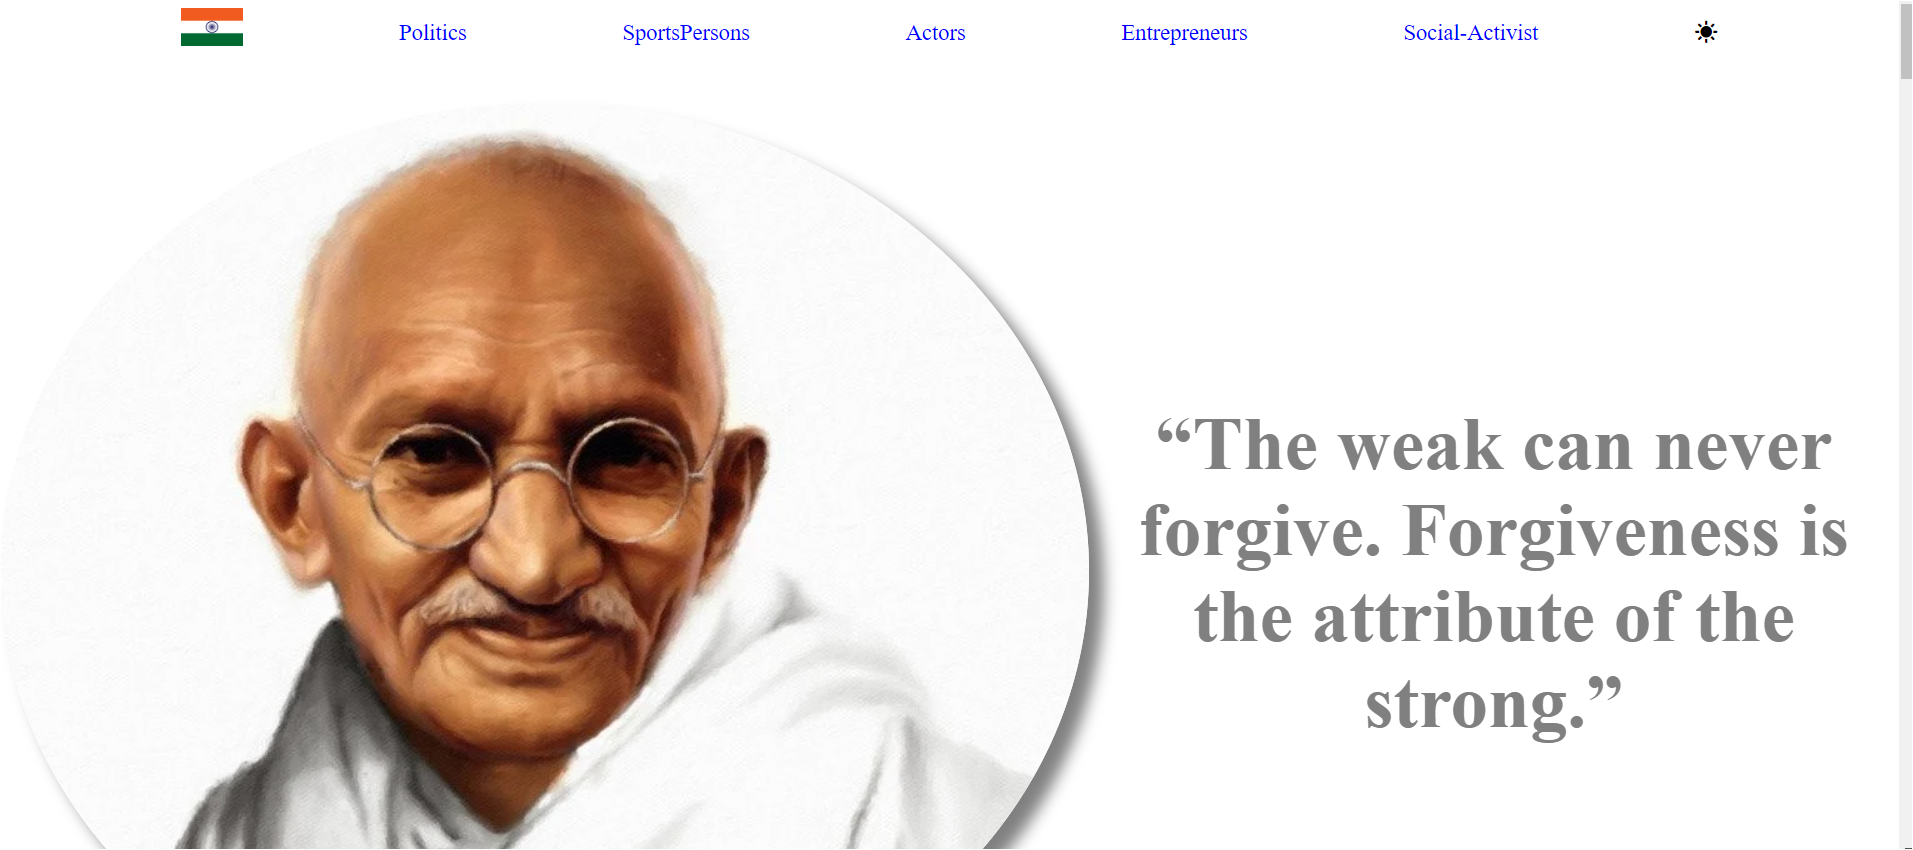 Politics SportsPersons Actors Entrepreneurs Social-Activist
“The weak can never
forgive. Forgiveness is
the attribute of the
strong.”